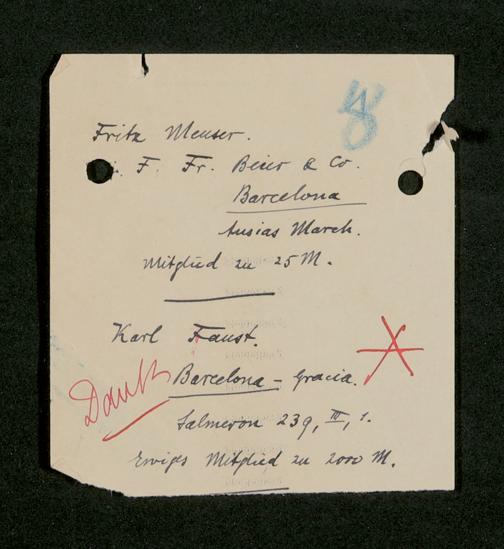 Fritz Meuser.
i. F. Fr. Beier & Co.
Barcelona
Ausias March.
Mitglied zu 25 M.
Karl Faust.
Barcelona - Gracia.
Salmeron 239, III, 1.
Ewiges Mitglied zu 2000 M.